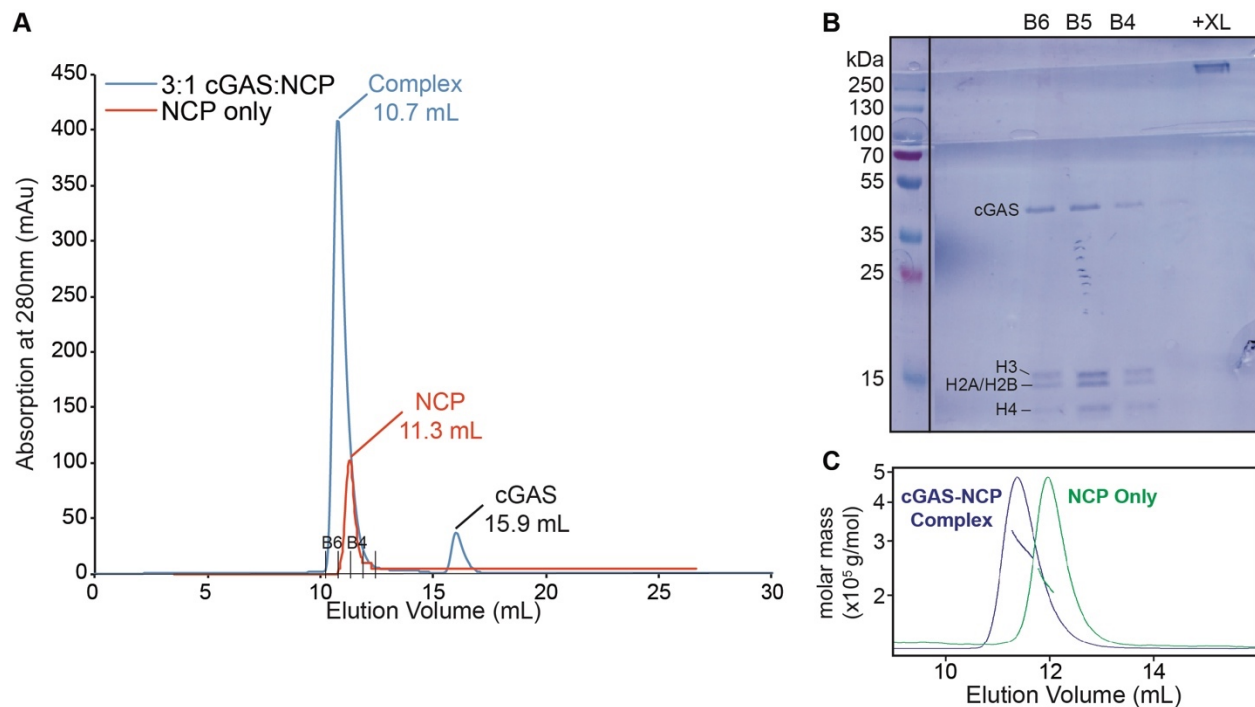 A
450
400
350
300
250
200
150
100
50
0
Absorption at 280nm (mAu)
3:1 cGAS:NCP
NCP only
Complex
10.7 mL
NCP
11.3 mL
cGAS
15.9 mL
B6 B4
0 5 10 15 20 25 30
Elution Volume (mL)
B
B6 B5 B4 +XL
kDa
250
130
100
70
55
35
25
15
cGAS
H3
H2A/H2B
H4
C
5
4
3
2
molar mass
(x10⁵ g/mol)
cGAS-NCP
Complex
NCP Only
10 12 14
Elution Volume (mL)